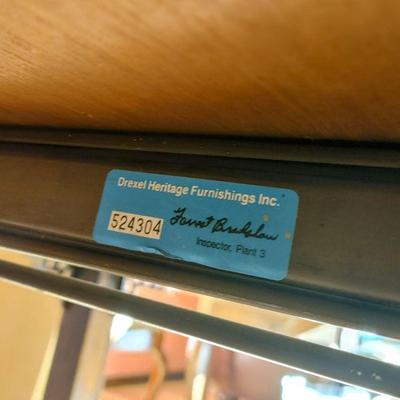 Drexel Heritage Furnishings Inc.
524304
Inspector, Plant 3